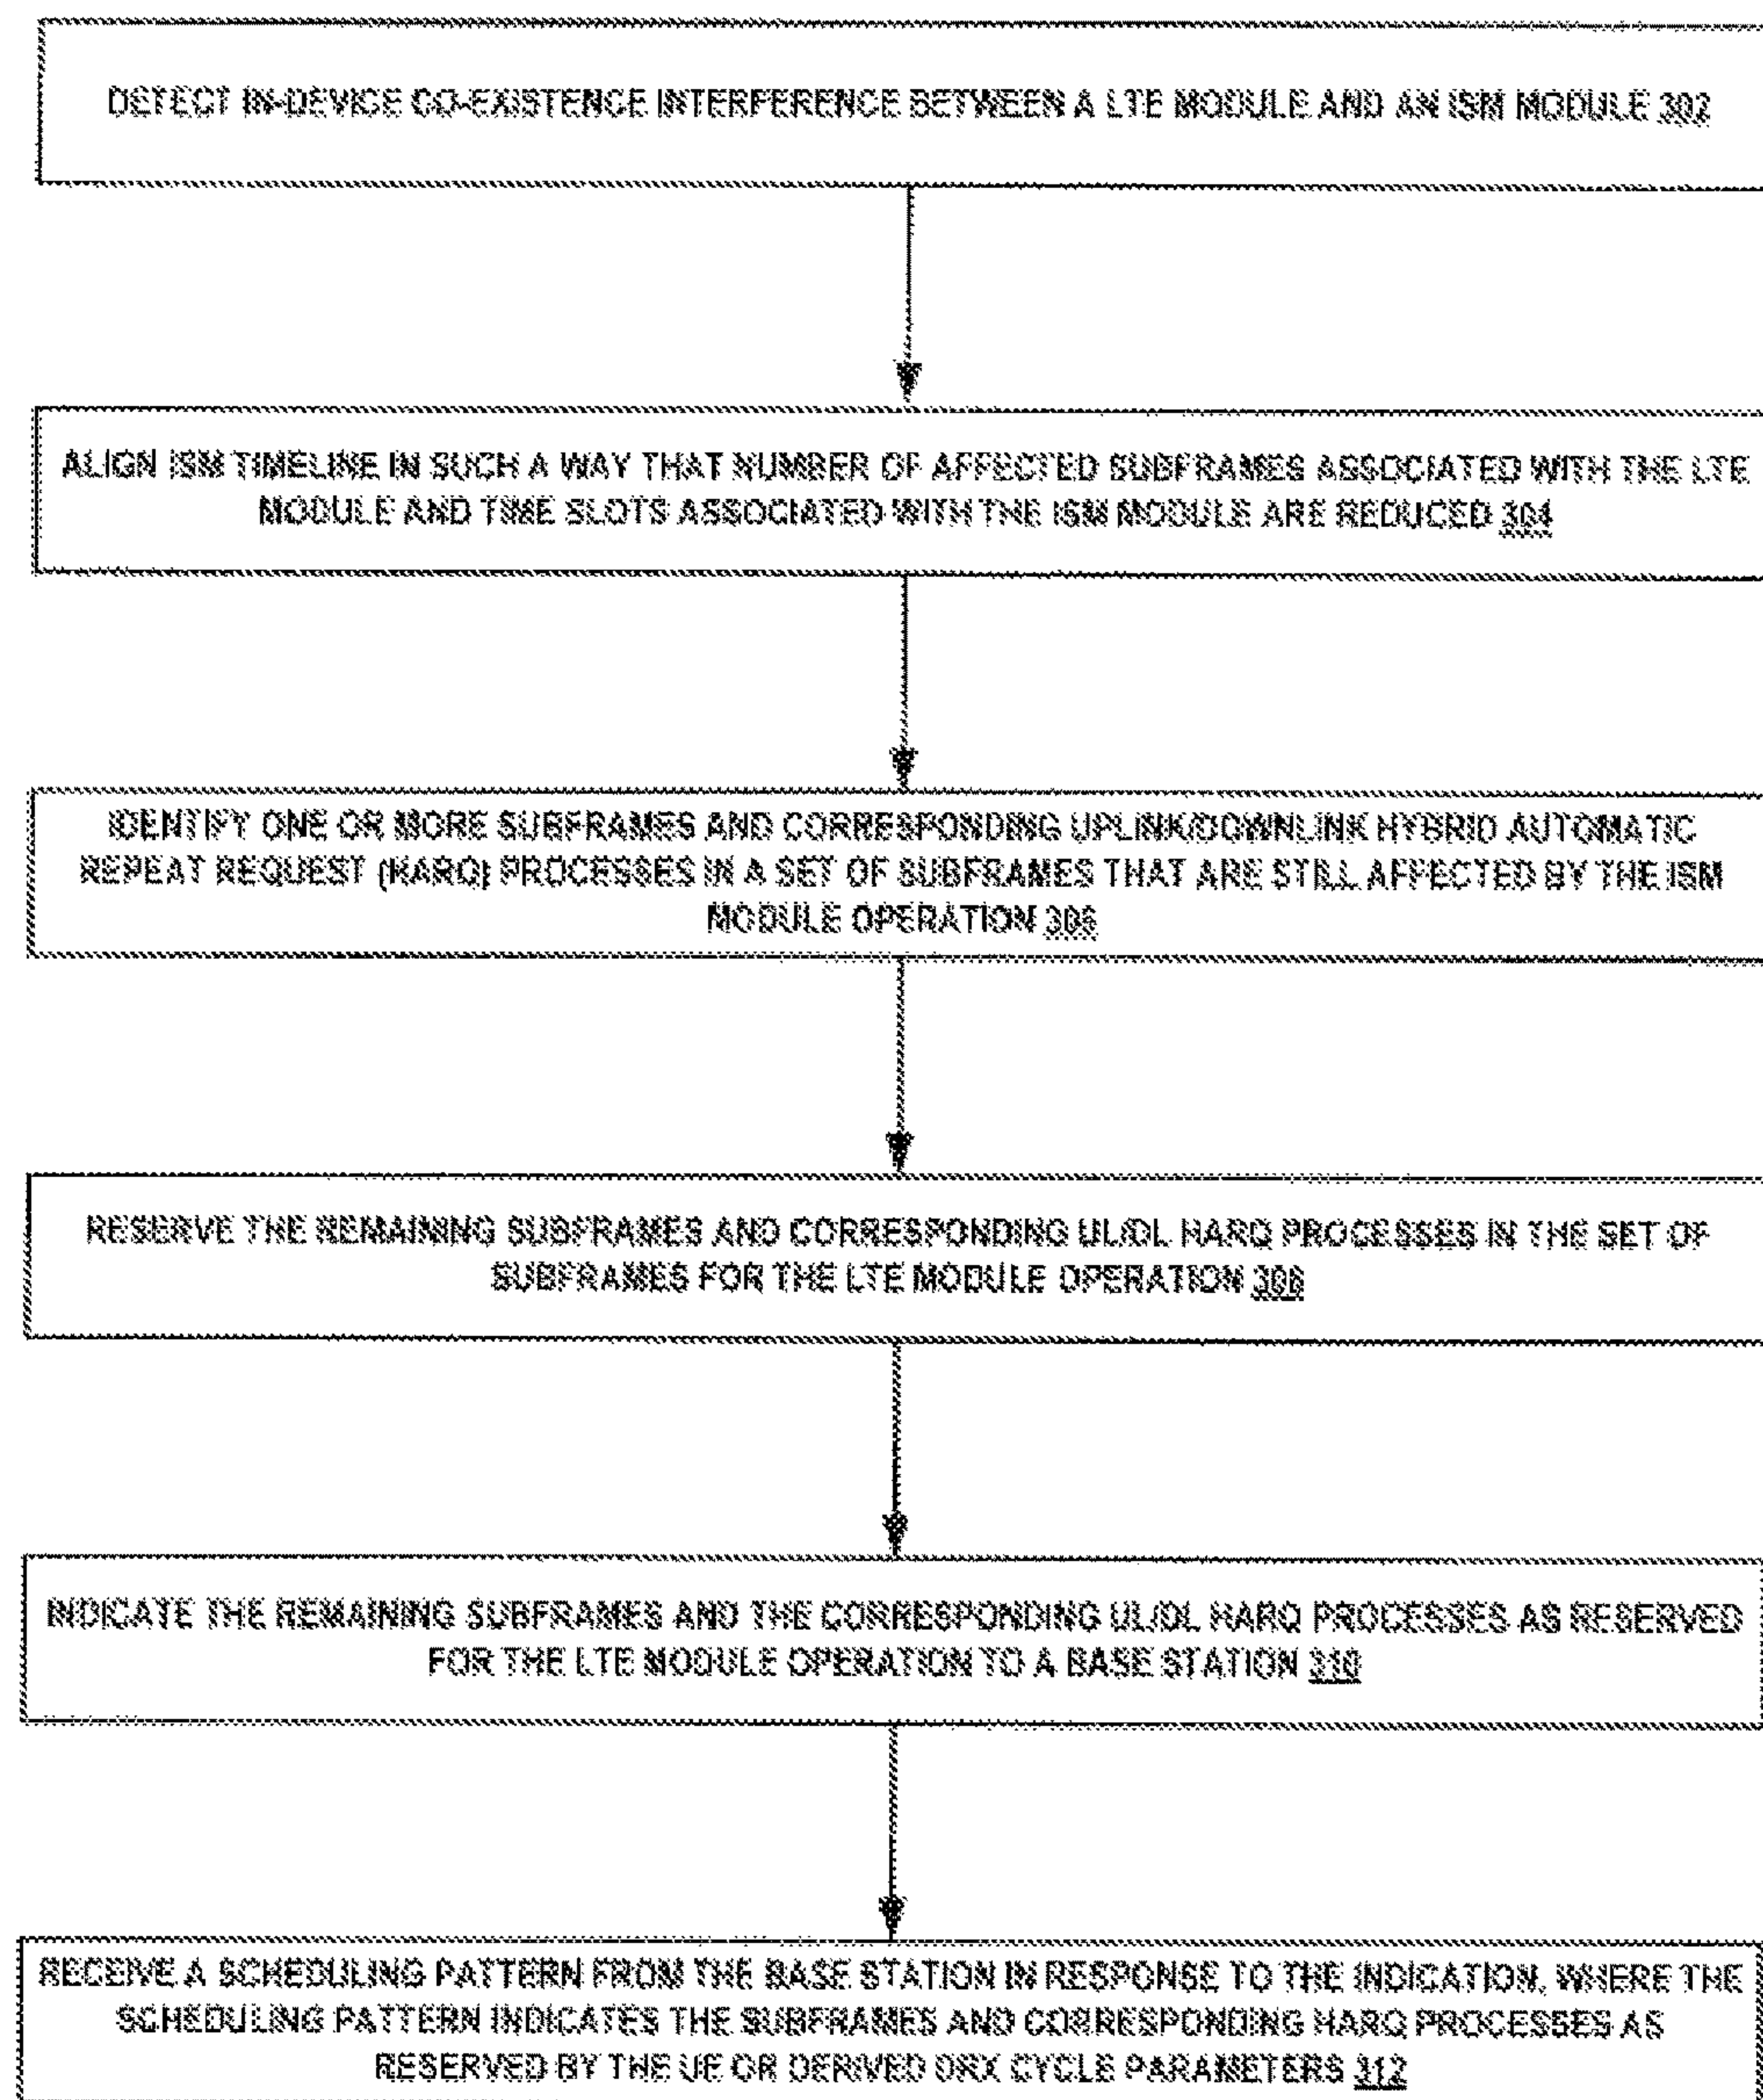 DETECT IN-DEVICE CO-EXISTENCE INTERFERENCE BETWEEN A LTE MODULE AND AN ISM MODULE 302
ALIGN ISM TIMELINE IN SUCH A WAY THAT NUMBER OF AFFECTED SUBFRAMES ASSOCIATED WITH THE LTE
MODULE AND TIME SLOTS ASSOCIATED WITH THE ISM MODULE ARE REDUCED 304
IDENTIFY ONE OR MORE SUBFRAMES AND CORRESPONDING UPLINK/DOWNLINK HYBRID AUTOMATIC
REPEAT REQUEST (HARQ) PROCESSES IN A SET OF SUBFRAMES THAT ARE STILL AFFECTED BY THE ISM
MODULE OPERATION 306
RESERVE THE REMAINING SUBFRAMES AND CORRESPONDING UL/DL HARQ PROCESSES IN THE SET OF
SUBFRAMES FOR THE LTE MODULE OPERATION 308
INDICATE THE REMAINING SUBFRAMES AND THE CORRESPONDING UL/DL HARQ PROCESSES AS RESERVED
FOR THE LTE MODULE OPERATION TO A BASE STATION 310
RECEIVE A SCHEDULING PATTERN FROM THE BASE STATION IN RESPONSE TO THE INDICATION, WHERE THE
SCHEDULING PATTERN INDICATES THE SUBFRAMES AND CORRESPONDING HARQ PROCESSES AS
RESERVED BY THE UE OR DERIVED DRX CYCLE PARAMETERS 312